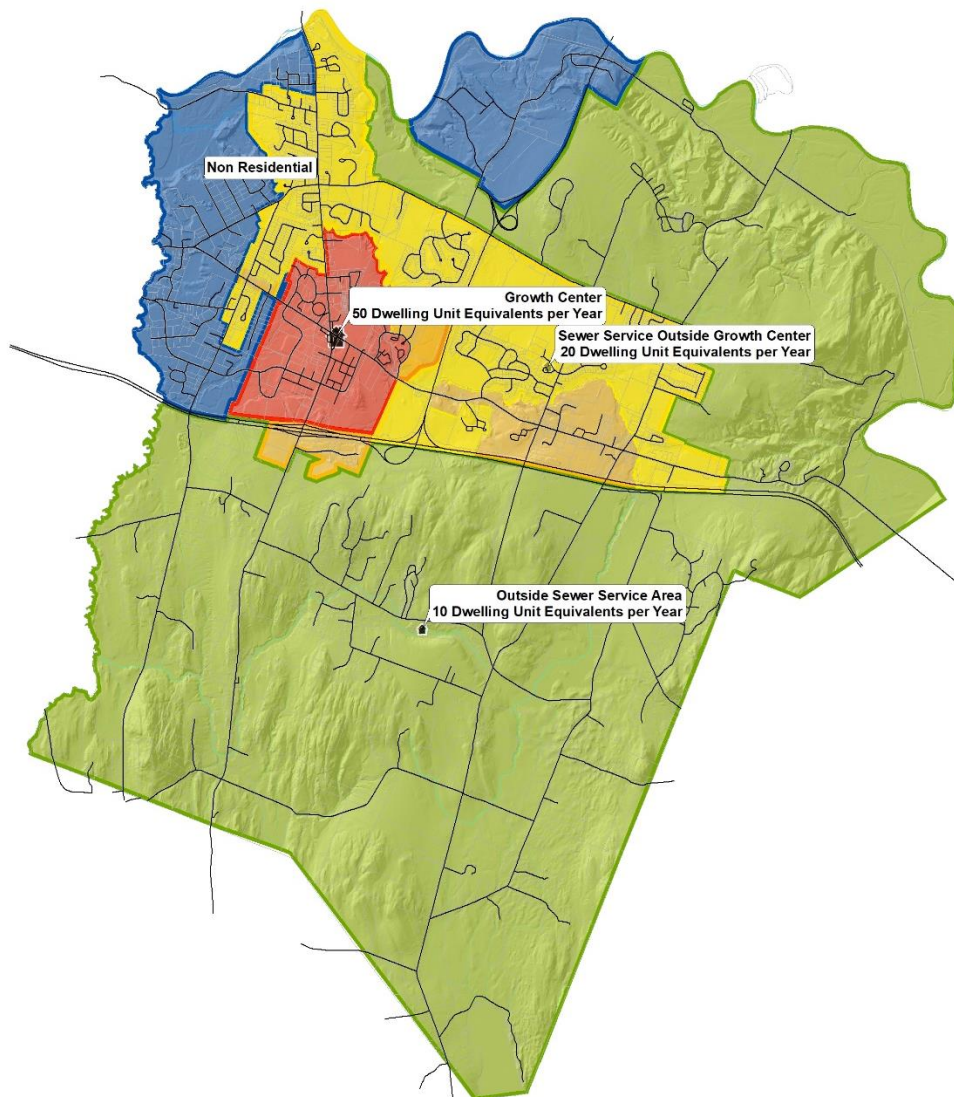 Non Residential
Growth Center
50 Dwelling Unit Equivalents per Year
Sewer Service Outside Growth Center
20 Dwelling Unit Equivalents per Year
Outside Sewer Service Area
10 Dwelling Unit Equivalents per Year